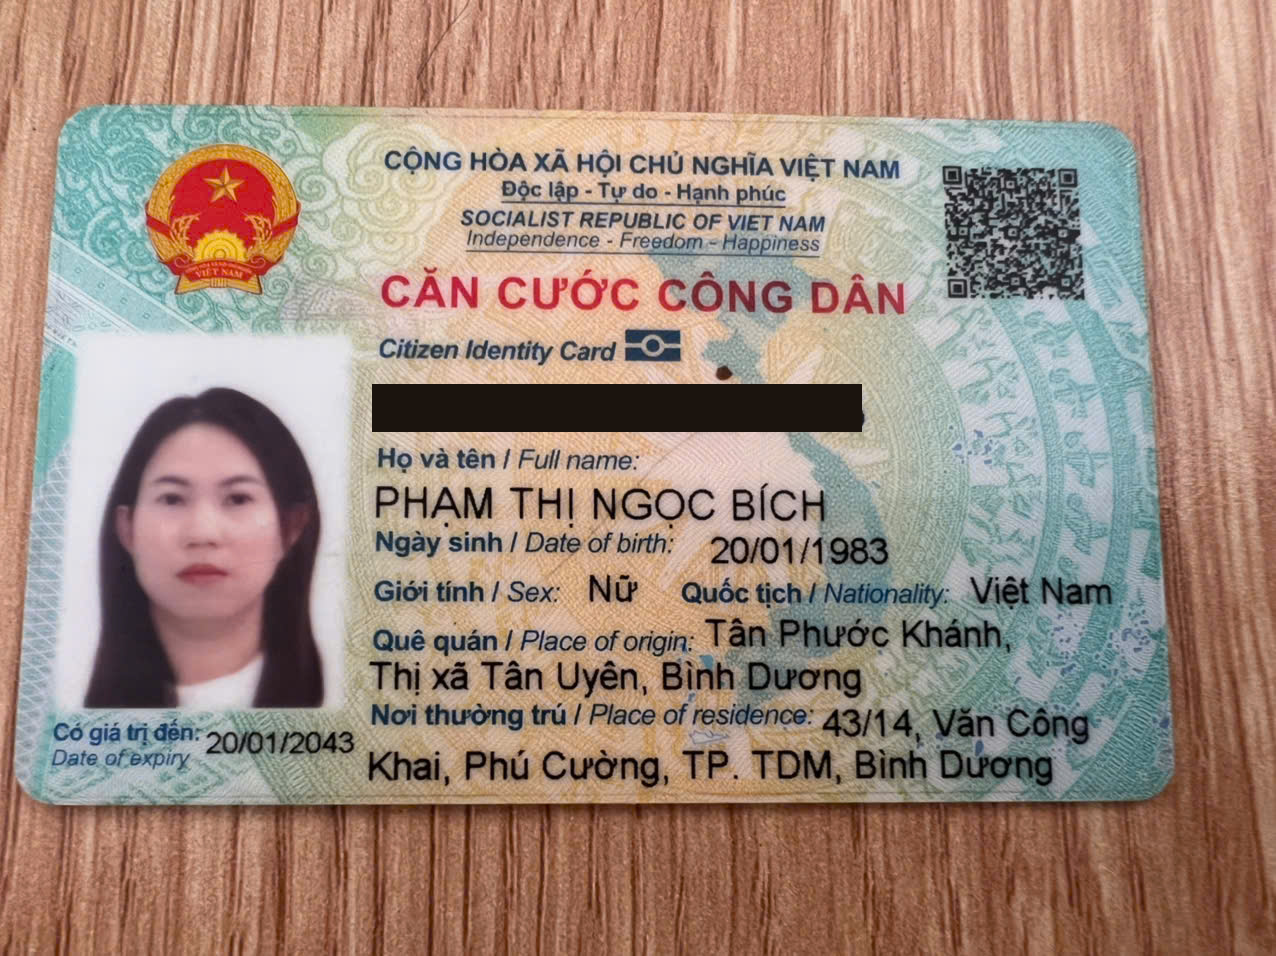 CỘNG HÒA XÃ HỘI CHỦ NGHĨA VIỆT NAM
Độc lập - Tự do - Hạnh phúc
SOCIALIST REPUBLIC OF VIET NAM
Independence - Freedom - Happiness
VIỆT NAM
CĂN CƯỚC CÔNG DÂN
Citizen Identity Card
Họ và tên / Full name:
PHẠM THỊ NGỌC BÍCH
Ngày sinh / Date of birth: 20/01/1983
Giới tính / Sex: Nữ Quốc tịch / Nationality: Việt Nam
Quê quán / Place of origin: Tân Phước Khánh,
Thị xã Tân Uyên, Bình Dương
Nơi thường trú / Place of residence: 43/14, Văn Công
Khai, Phú Cường, TP. TDM, Bình Dương
Có giá trị đến: 20/01/2043
Date of expiry